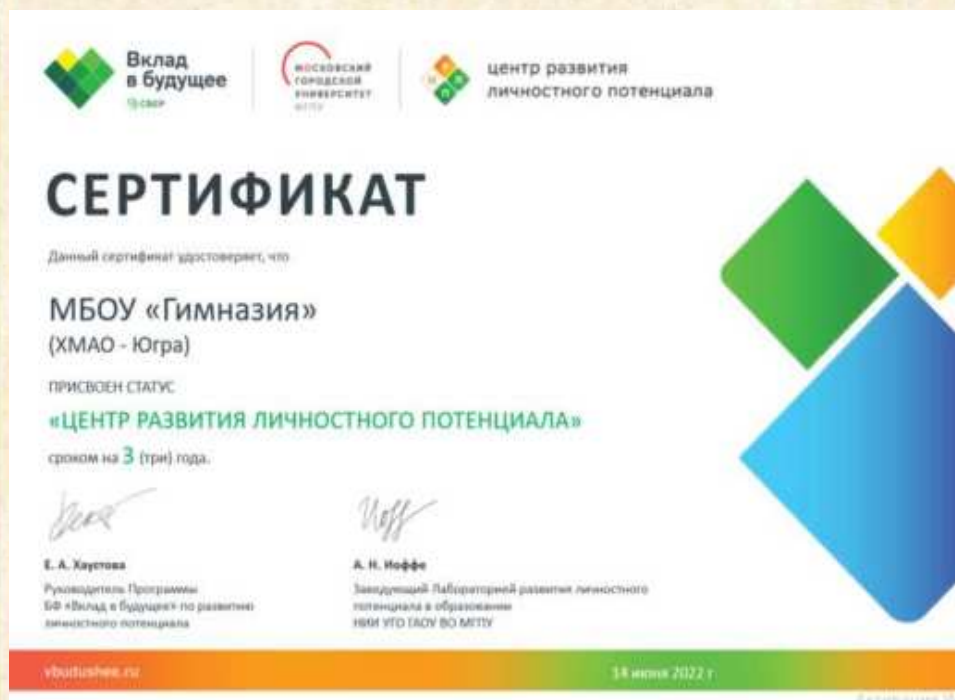 Вклад
в будущее
СБЕР
МОСКОВСКИЙ
ГОРОДСКОЙ
УНИВЕРСИТЕТ
МГПУ
центр развития
личностного потенциала
СЕРТИФИКАТ
Данный сертификат удостоверяет, что
МБОУ «Гимназия»
(ХМАО - Югра)
ПРИСВОЕН СТАТУС
«ЦЕНТР РАЗВИТИЯ ЛИЧНОСТНОГО ПОТЕНЦИАЛА»
сроком на 3 (три) года.
Е. А. Хаустова
Руководитель Программы
БФ «Вклад в будущее» по развитию
личностного потенциала
А. Н. Иоффе
Заведующий Лабораторией развития личностного
потенциала в образовании
НИИ УГО ГАОУ ВО МГПУ
vbudushee.ru
14 июня 2022 г